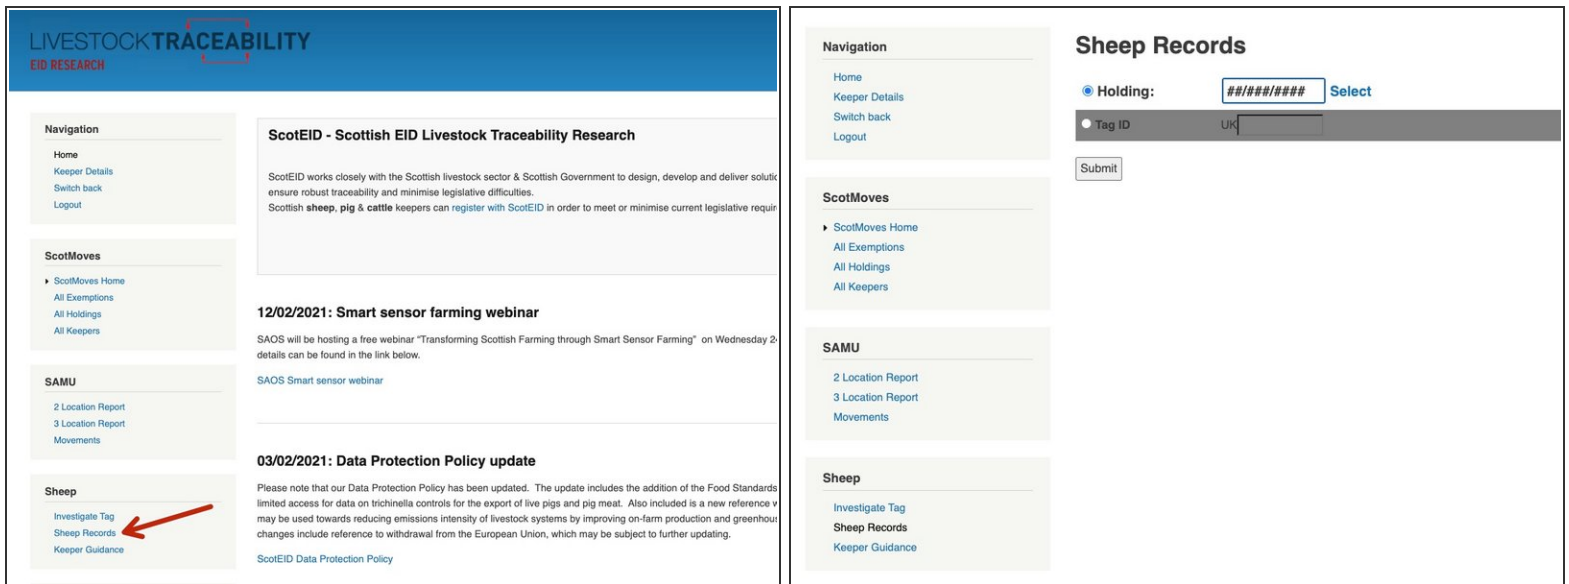 LIVESTOCKTRACEABILITY
EID RESEARCH
Navigation
Home
Keeper Details
Switch back
Logout
ScotMoves
ScotMoves Home
All Exemptions
All Holdings
All Keepers
SAMU
2 Location Report
3 Location Report
Movements
Sheep
Investigate Tag
Sheep Records
Keeper Guidance
ScotEID - Scottish EID Livestock Traceability Research
ScotEID works closely with the Scottish livestock sector & Scottish Government to design, develop and deliver
ensure robust traceability and minimise legislative difficulties.
Scottish sheep, pig & cattle keepers can register with ScotEID in order to meet or minimise current legislative
12/02/2021: Smart sensor farming webinar
SAOS will be hosting a free webinar "Transforming Scottish Farming through Smart Sensor Farming" on Wednesday
details can be found in the link below.
SAOS Smart sensor webinar
03/02/2021: Data Protection Policy update
Please note that our Data Protection Policy has been updated. The update includes the addition of the Food Standards
limited access for data on trichinella controls for the export of live pigs and pig meat. Also included is a new reference
may be used towards reducing emissions intensity of livestock systems by improving on-farm production and
changes include reference to withdrawal from the European Union, which may be subject to further updating.
ScotEID Data Protection Policy
Navigation
Home
Keeper Details
Switch back
Logout
ScotMoves
ScotMoves Home
All Exemptions
All Holdings
All Keepers
SAMU
2 Location Report
3 Location Report
Movements
Sheep
Investigate Tag
Sheep Records
Keeper Guidance
Sheep Records
Holding: ##/###/#### Select
Tag ID UK
Submit